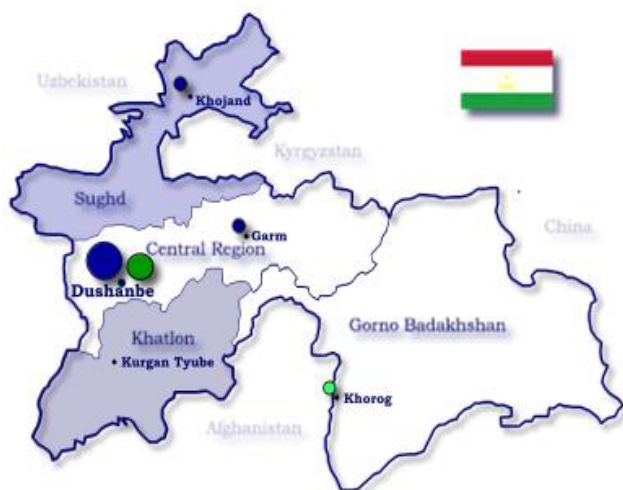 Uzbekistan
Khojand
Kyrgyzstan
Sughd
China
Garm
Central Region
Dushanbe
Gorno Badakhshan
Khatlon
Kurgan Tyube
Khorog
Afghanistan